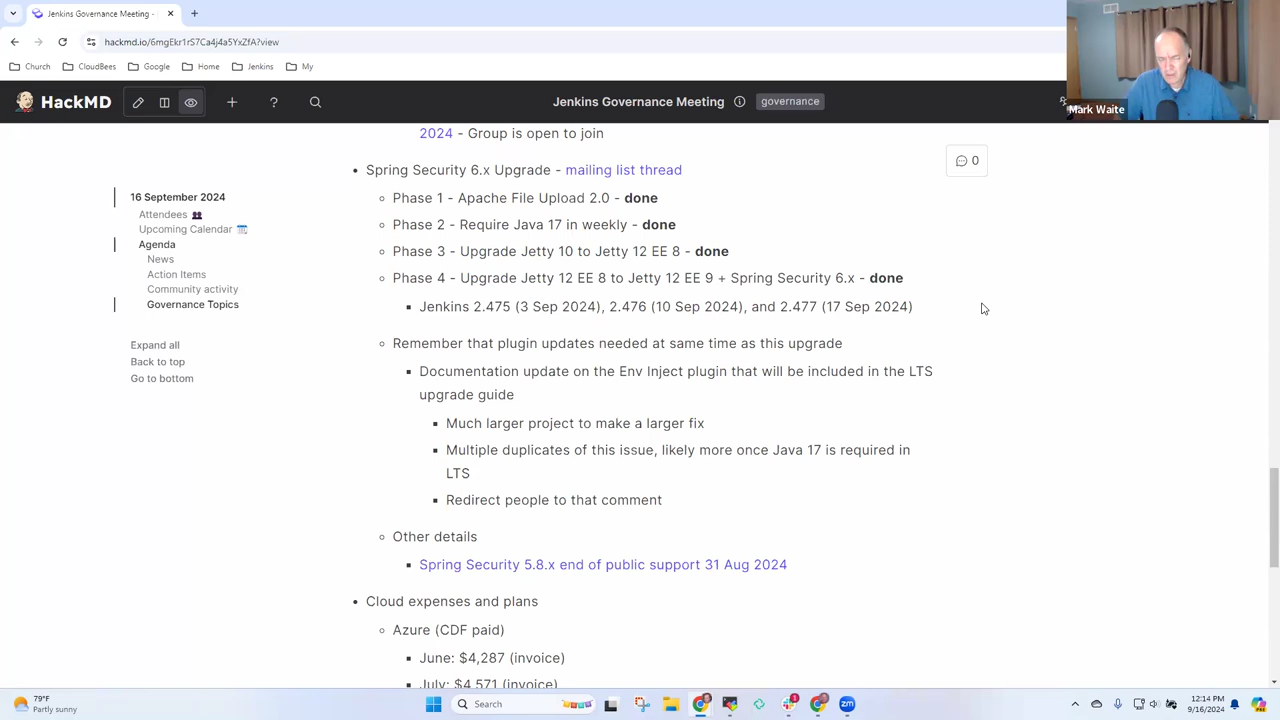 Jenkins Governance Meeting -
hackmd.io/6mgEkr1rS7Ca4j4a5YxZfA?view
Church
CloudBees
Google
Home
Jenkins
My
Mark Waite
HackMD
Jenkins Governance Meeting
governance
0
16 September 2024
Attendees
Upcoming Calendar
Agenda
News
Action Items
Community activity
Governance Topics
Expall all
Back to top
Go to bottom
2024 - Group is open to join
• Spring Security 6.x Upgrade - mailing list thread
Phase 1 - Apache File Upload 2.0 - done
Phase 2 - Require Java 17 in weekly - done
Phase 3 - Upgrade Jetty 10 to Jetty 12 EE 8 - done
Phase 4 - Upgrade Jetty 12 EE 8 to Jetty 12 EE 9 + Spring Security 6.x - done
Jenkins 2.475 (3 Sep 2024), 2.476 (10 Sep 2024), and 2.477 (17 Sep 2024)
Remember that plugin updates needed at same time as this upgrade
Documentation update on the Env Inject plugin that will be included in the LTS
upgrade guide
Much larger project to make a larger fix
Multiple duplicates of this issue, likely more once Java 17 is required in
LTS
Redirect people to that comment
Other details
Spring Security 5.8.x end of public support 31 Aug 2024
• Cloud expenses and plans
Azure (CDF paid)
June: $4,287 (invoice)
July: $4,571 (invoice)
79°F
Partly sunny
Search
12:14 PM
9/16/2024